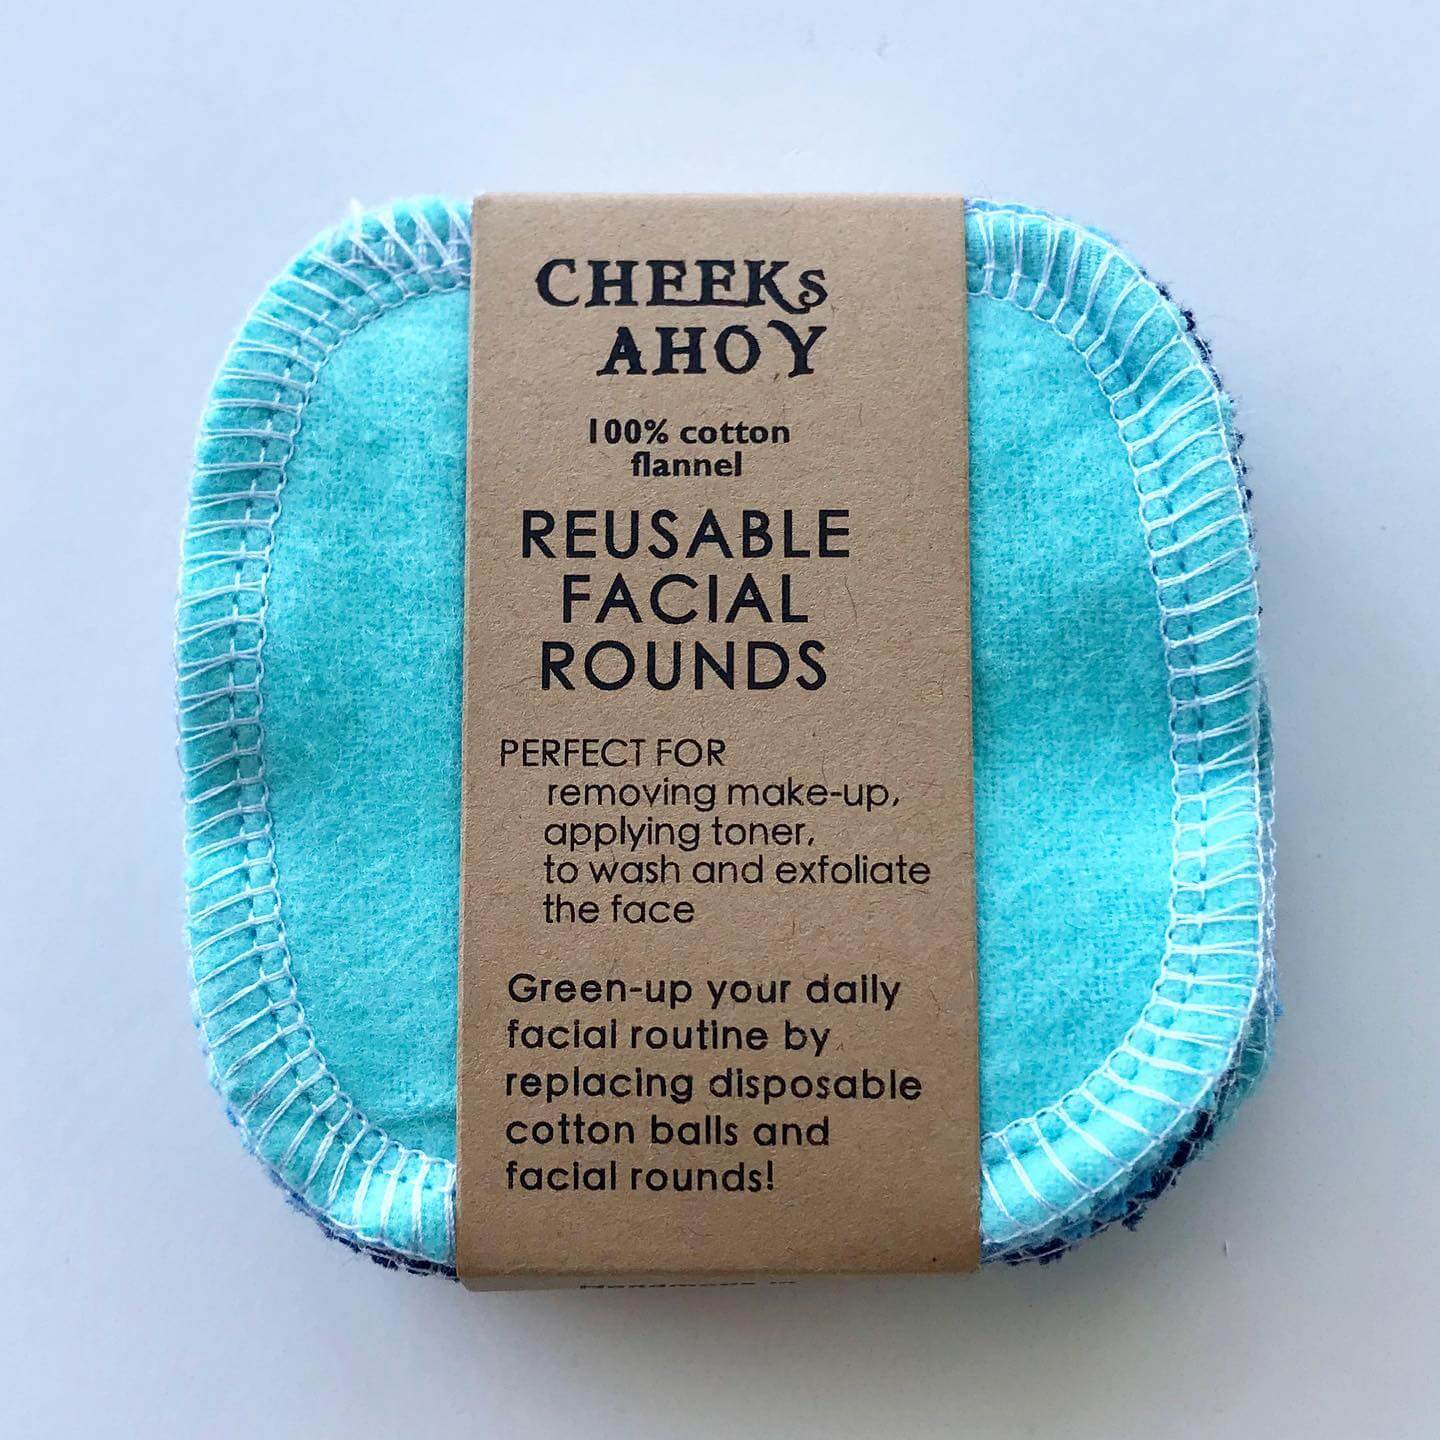 CHEEKs
AHOY
100% cotton
flannel
REUSABLE
FACIAL
ROUNDS
PERFECT FOR
removing make-up,
applying toner,
to wash and exfoliate
the face
Green-up your daily
facial routine by
replacing disposable
cotton balls and
facial rounds!